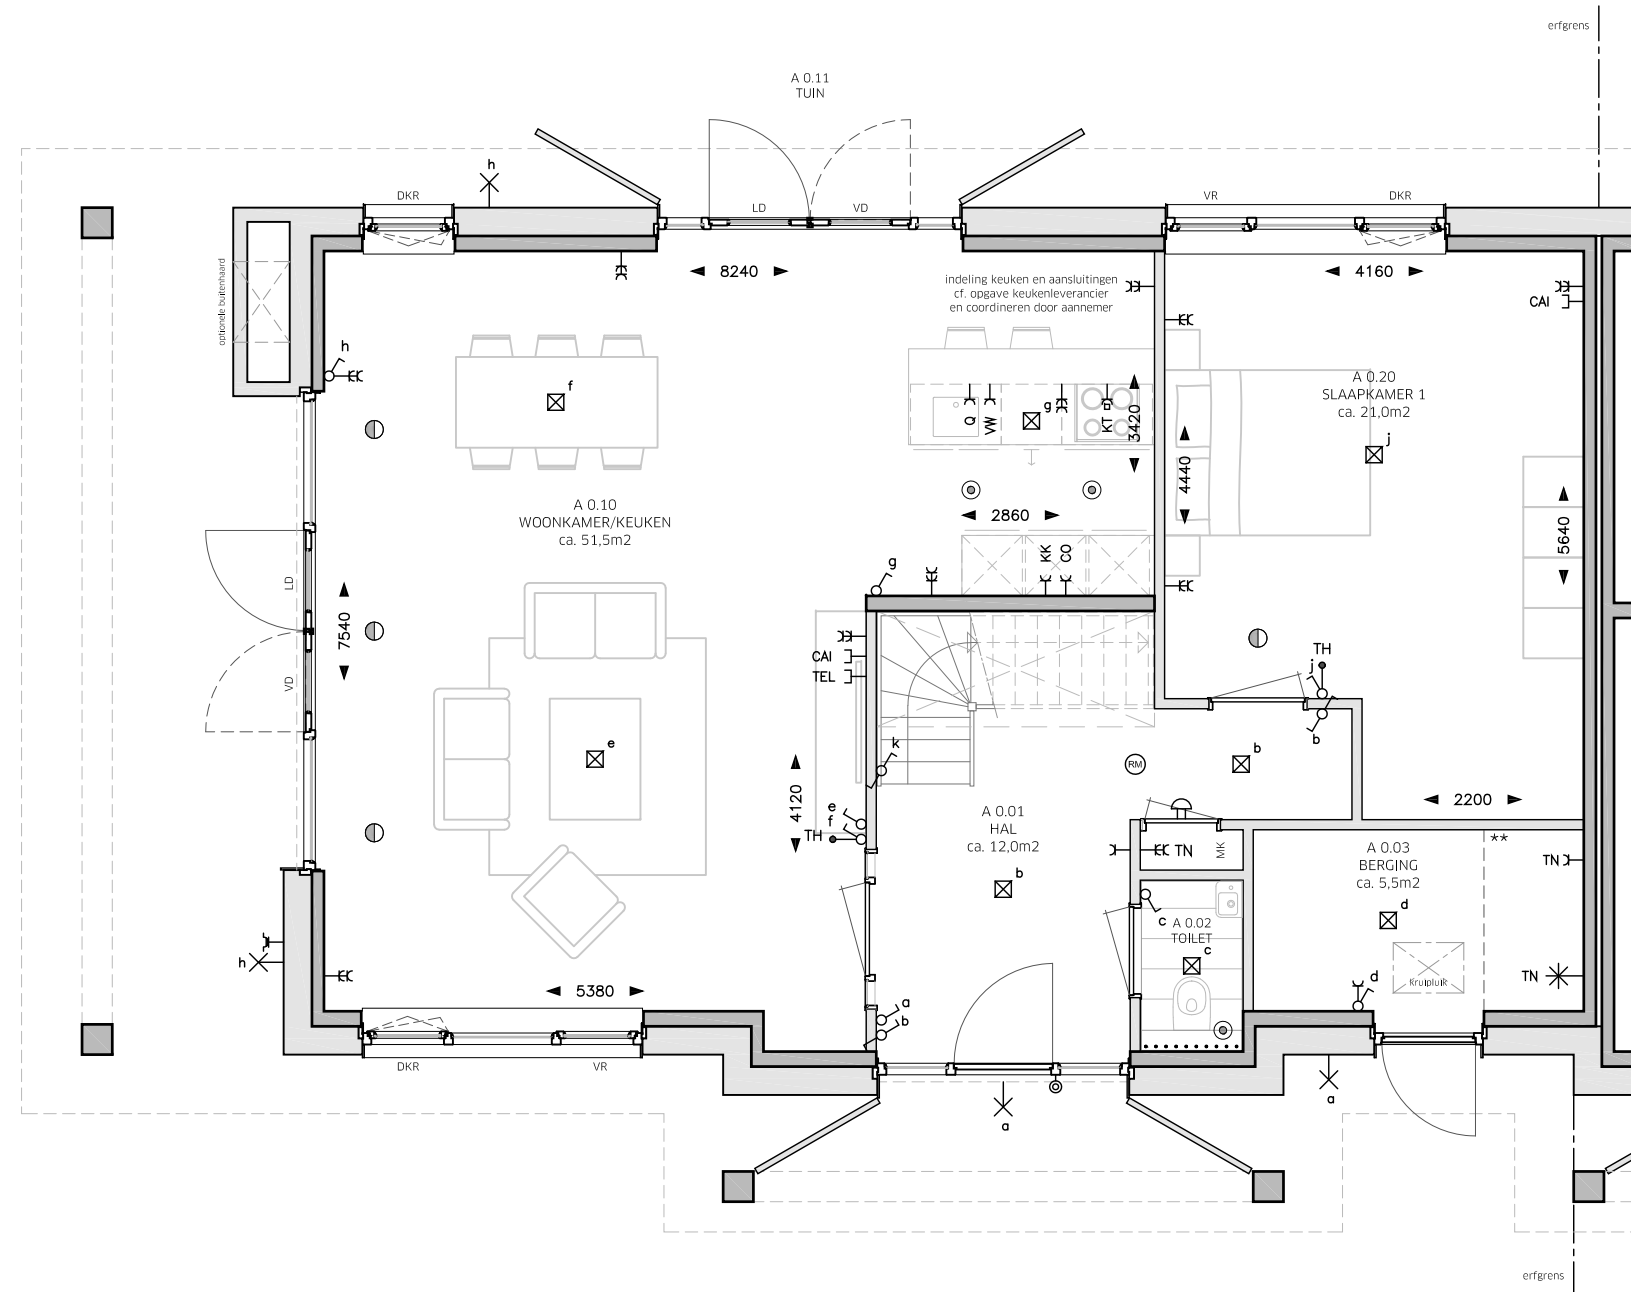 erfgrens
A 0.11
TUIN
h
DKR
LD
VD
VR
DKR
8240
4160
optionele buitenhaard
indeling keuken en aansluitingen
cf. opgave keukenleverancier
en coordineren door aannemer
CAI
h
f
g
Q
VW
KT
3420
A 0.20
SLAAPKAMER 1
ca. 21,0m2
j
4440
A 0.10
WOONKAMER/KEUKEN
ca. 51,5m2
2860
KK
CO
5640
g
LD
7540
VD
CAI
TEL
TH
j
b
e
k
RM
b
4120
e
f
TH
2200
A 0.01
HAL
ca. 12,0m2
b
TN
MK
A 0.03
BERGING
ca. 5,5m2
**
TN
d
c
A 0.02
TOILET
c
h
Kruipluik
TN
d
5380
a
b
DKR
VR
a
a
erfgrens